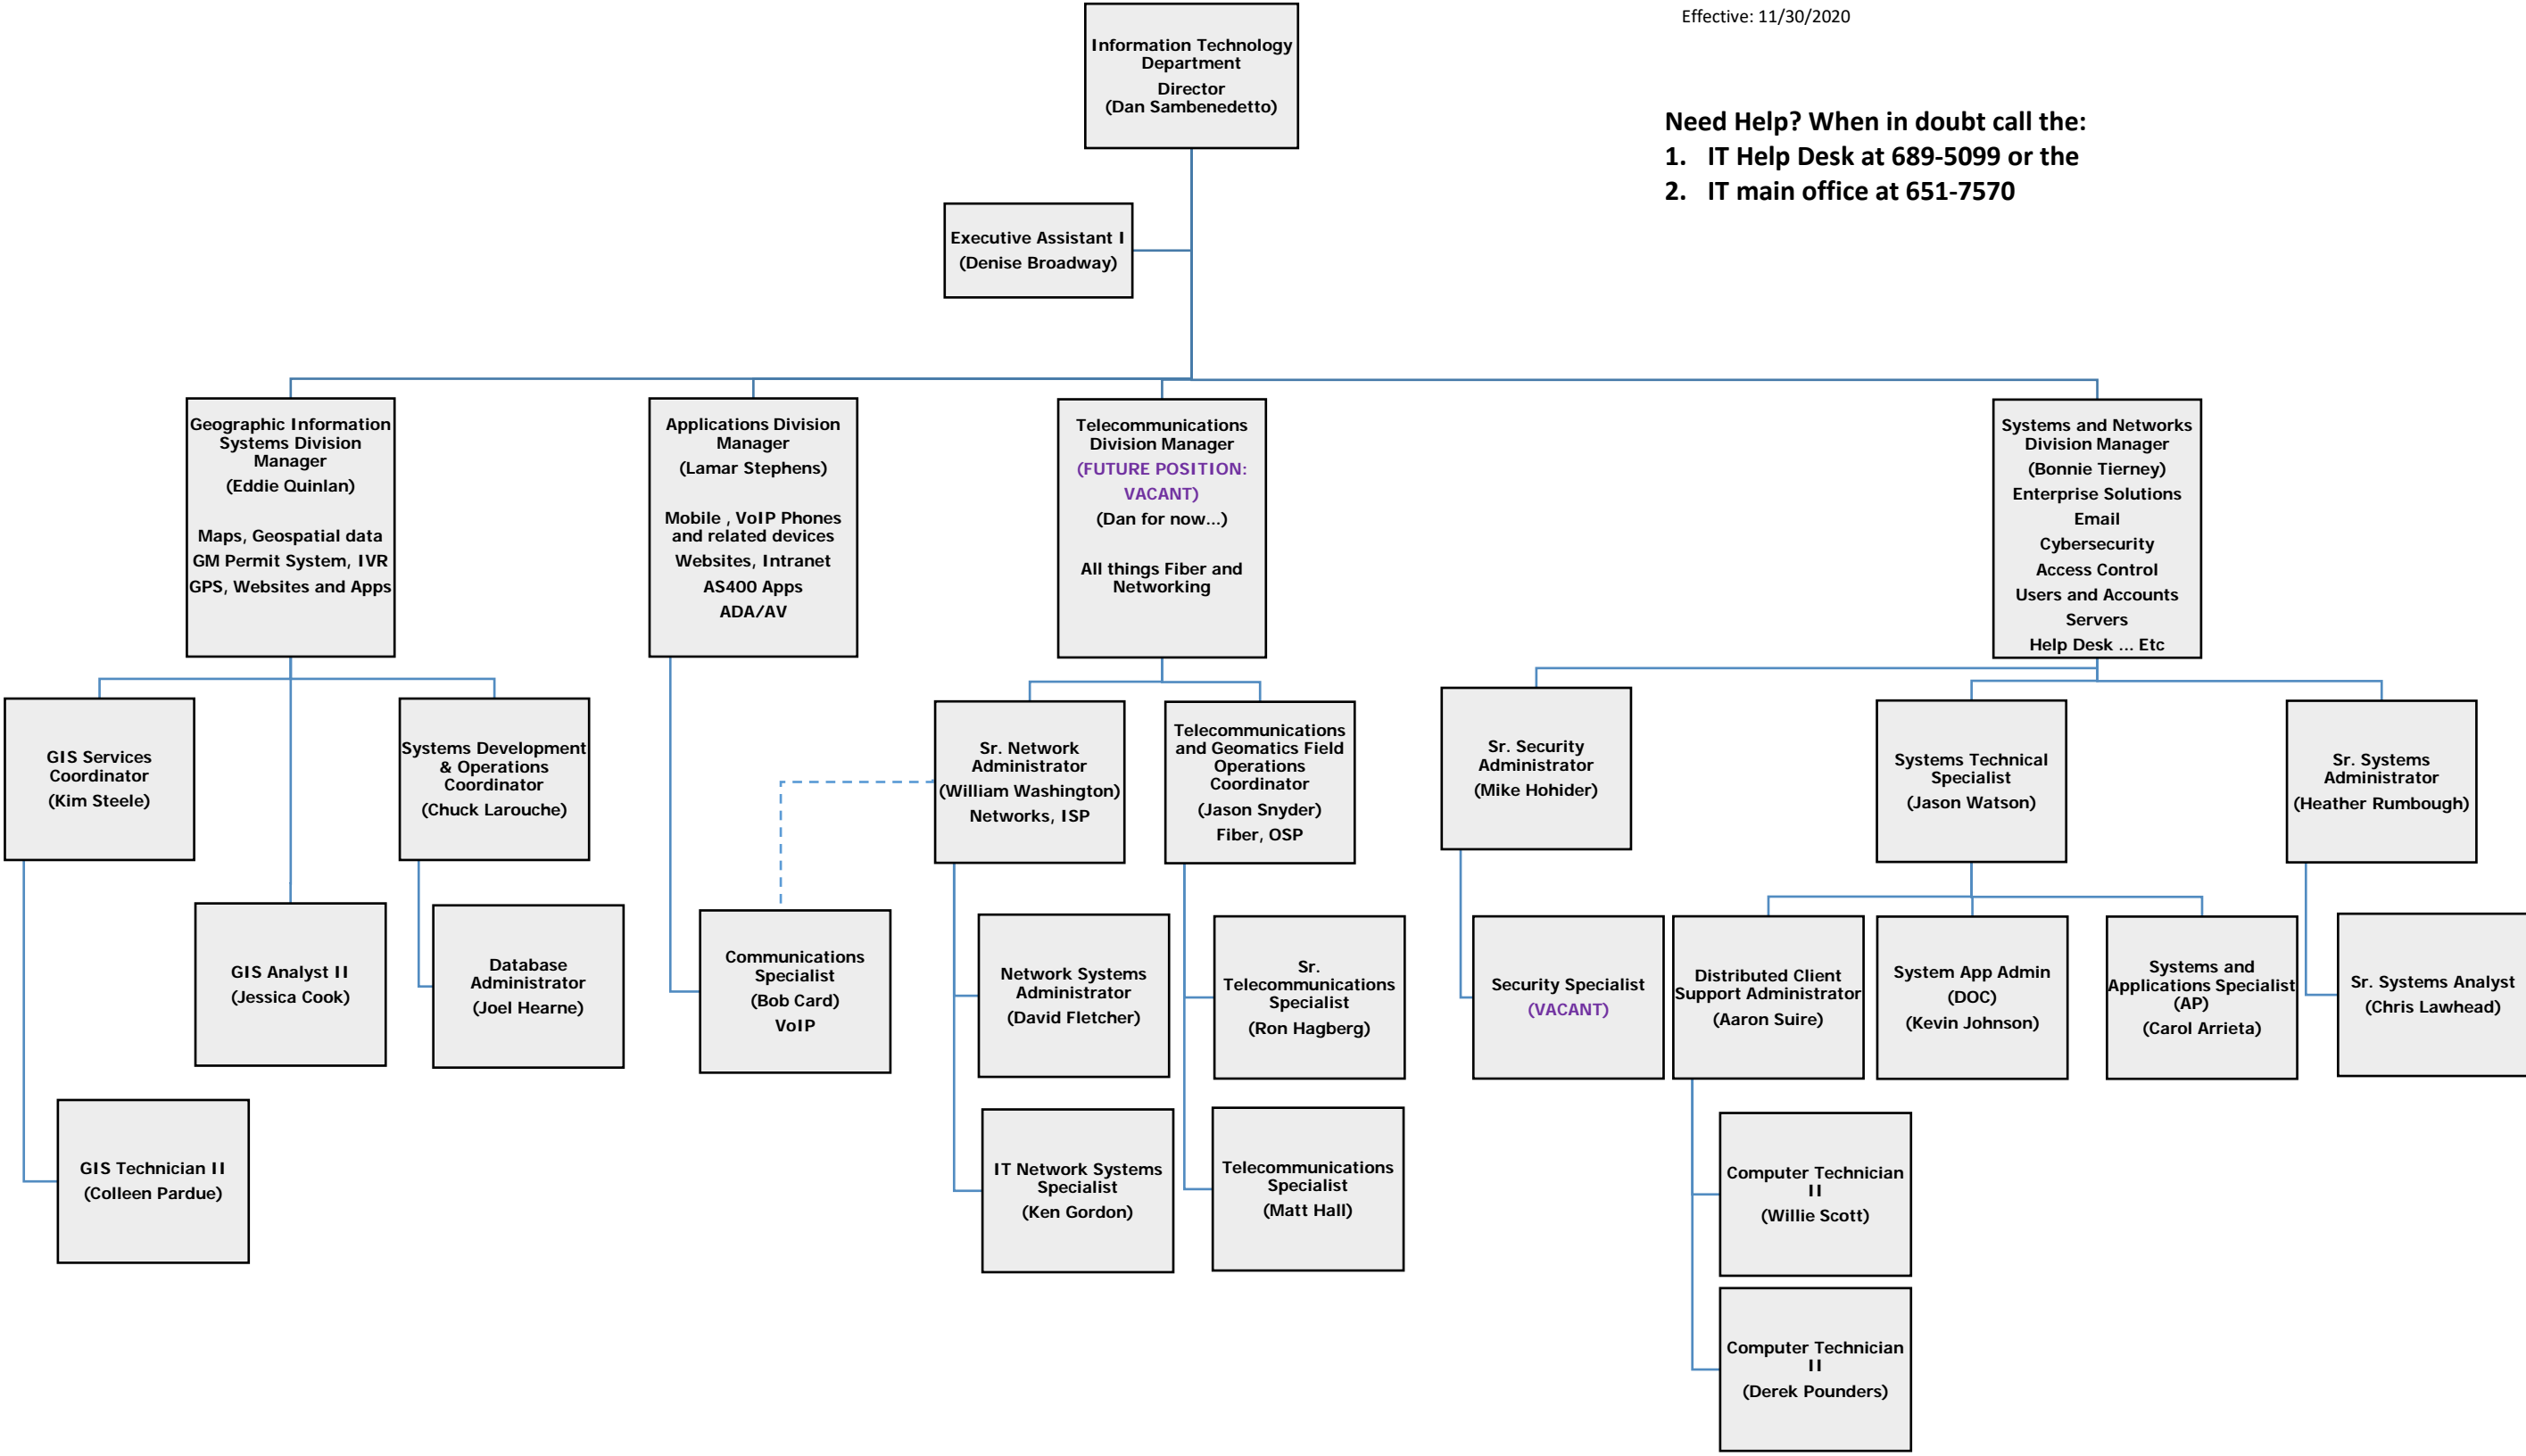 Effective: 11/30/2020
Information Technology
Department
Director
(Dan Sambenedetto)
Need Help? When in doubt call the:
1. IT Help Desk at 689-5099 or the
2. IT main office at 651-7570
Executive Assistant I
(Denise Broadway)
Geographic Information
Systems Division
Manager
(Eddie Quinlan)
Maps, Geospatial data
GM Permit System, IVR
GPS, Websites and Apps
Applications Division
Manager
(Lamar Stephens)
Mobile , VoIP Phones
and related devices
Websites, Intranet
AS400 Apps
ADA/AV
Telecommunications
Division Manager
(FUTURE POSITION:
VACANT)
(Dan for now...)
All things Fiber and
Networking
Systems and Networks
Division Manager
(Bonnie Tierney)
Enterprise Solutions
Email
Cybersecurity
Access Control
Users and Accounts
Servers
Help Desk ... Etc
GIS Services
Coordinator
(Kim Steele)
Systems Development
& Operations
Coordinator
(Chuck Larouche)
Sr. Network
Administrator
(William Washington)
Networks, ISP
Telecommunications
and Geomatics Field
Operations
Coordinator
(Jason Snyder)
Fiber, OSP
Sr. Security
Administrator
(Mike Hohider)
Systems Technical
Specialist
(Jason Watson)
Sr. Systems
Administrator
(Heather Rumbough)
GIS Analyst II
(Jessica Cook)
Database
Administrator
(Joel Hearne)
Communications
Specialist
(Bob Card)
VoIP
Network Systems
Administrator
(David Fletcher)
Sr.
Telecommunications
Specialist
(Ron Hagberg)
Security Specialist
(VACANT)
Distributed Client
Support Administrator
(Aaron Suire)
System App Admin
(DOC)
(Kevin Johnson)
Systems and
Applications Specialist
(AP)
(Carol Arrieta)
Sr. Systems Analyst
(Chris Lawhead)
GIS Technician II
(Colleen Pardue)
IT Network Systems
Specialist
(Ken Gordon)
Telecommunications
Specialist
(Matt Hall)
Computer Technician
II
(Willie Scott)
Computer Technician
II
(Derek Pounders)